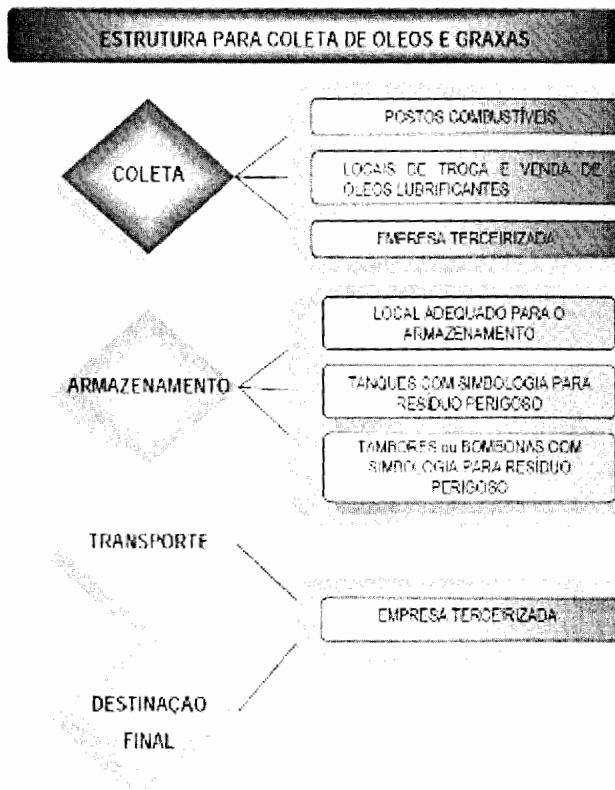 ESTRUTURA PARA COLETA DE OLEOS E GRAXAS
COLETA
POSTOS COMBUSTÍVEIS
LOCAIS DE TROCA E VENDA DE
OLEOS LUBRIFICANTES
EMPRESA TERCEIRIZADA
ARMAZENAMENTO
LOCAL ADEQUADO PARA O
ARMAZENAMENTO
TANQUES COM SIMBOLOGIA PARA
RESÍDUO PERIGOSO
TAMBORES ou BOMBONAS COM
SIMBOLOGIA PARA RESÍDUO
PERIGOSO
TRANSPORTE
EMPRESA TERCEIRIZADA
DESTINAÇAO
FINAL